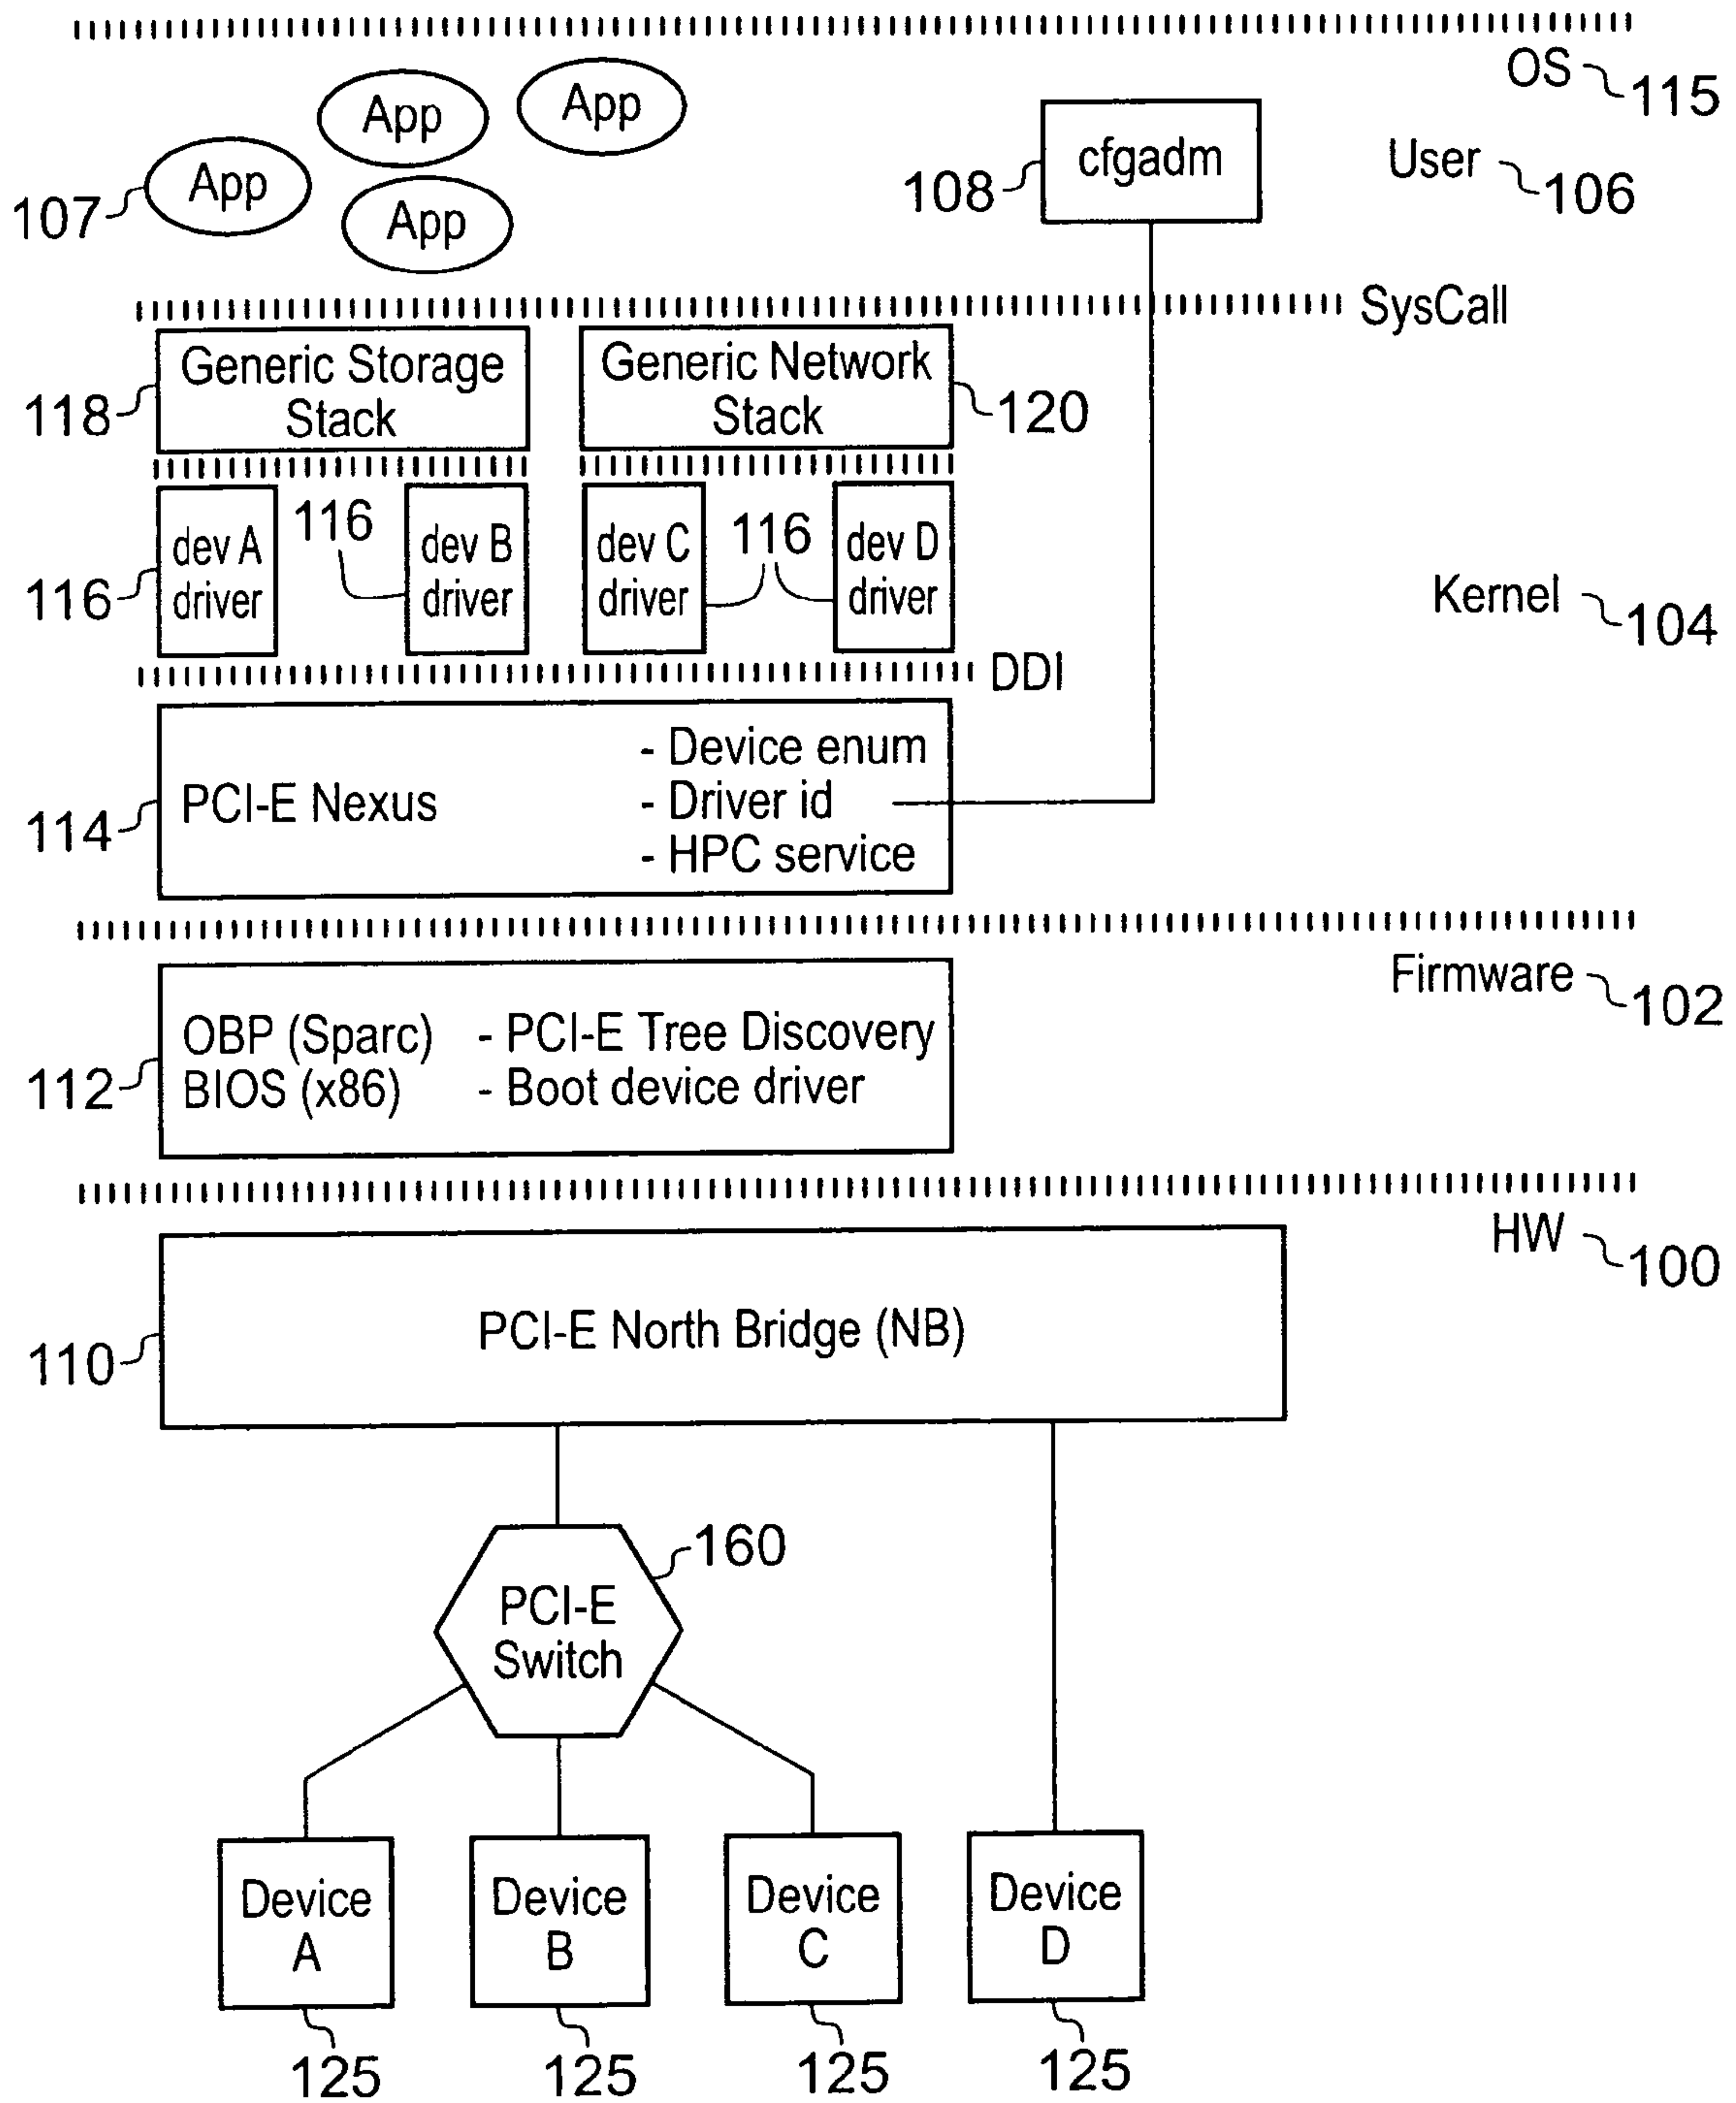 OS 115
App
App
App
App
107
cfgadm
108
User 106
SysCall
Generic Storage
Stack
118
Generic Network
Stack
120
dev A
driver
116
116
dev B
driver
dev C
driver
116
dev D
driver
Kernel 104
DDI
PCI-E Nexus
- Device enum
- Driver id
- HPC service
114
Firmware 102
OBP (Sparc) - PCI-E Tree Discovery
BIOS (x86) - Boot device driver
112
HW 100
PCI-E North Bridge (NB)
110
160
PCI-E
Switch
Device
A
Device
B
Device
C
Device
D
125
125
125
125